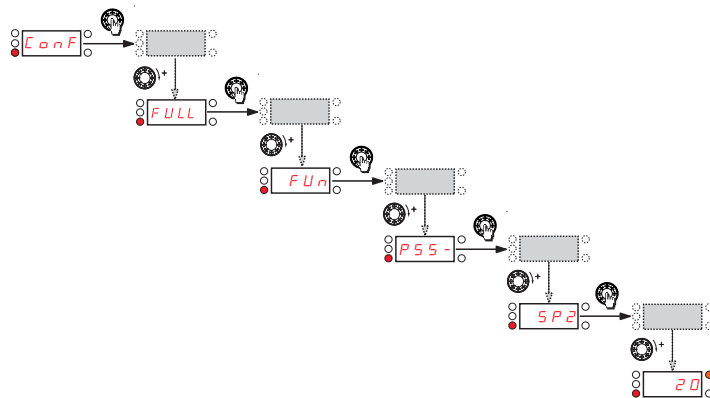 ConF
+
FULL
+
FUn
+
PSS-
+
SP2
+
20